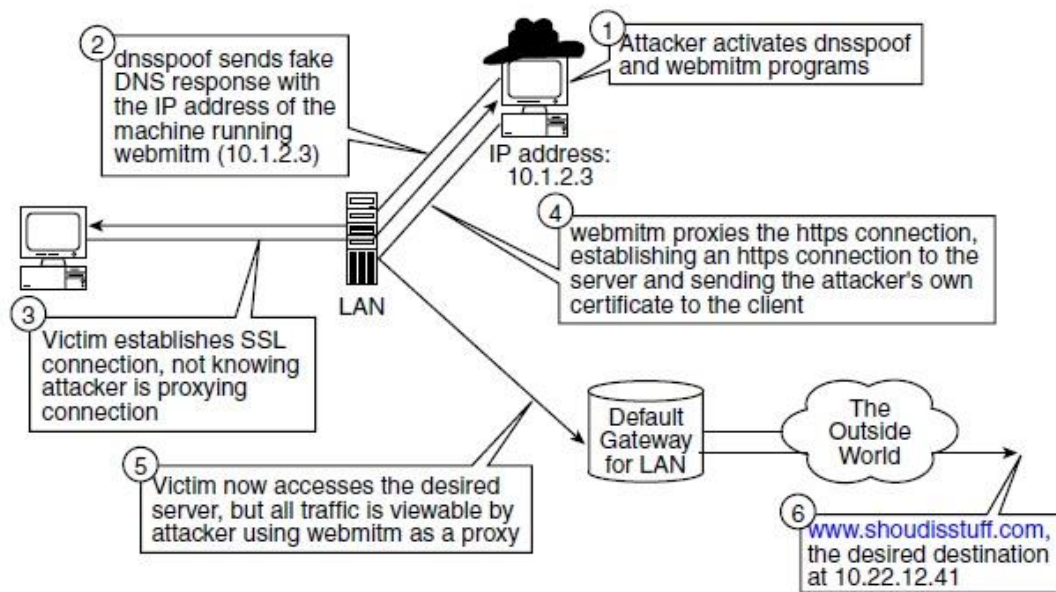 1
Attacker activates dnsspoof
and webmitm programs
2
dnsspoof sends fake
DNS response with
the IP address of the
machine running
webmitm (10.1.2.3)
IP address:
10.1.2.3
LAN
3
Victim establishes SSL
connection, not knowing
attacker is proxying
connection
4
webmitm proxies the https connection,
establishing an https connection to the
server and sending the attacker's own
certificate to the client
Default
Gateway
for LAN
The
Outside
World
5
Victim now accesses the desired
server, but all traffic is viewable by
attacker using webmitm as a proxy
6
www.shoudisstuff.com,
the desired destination
at 10.22.12.41